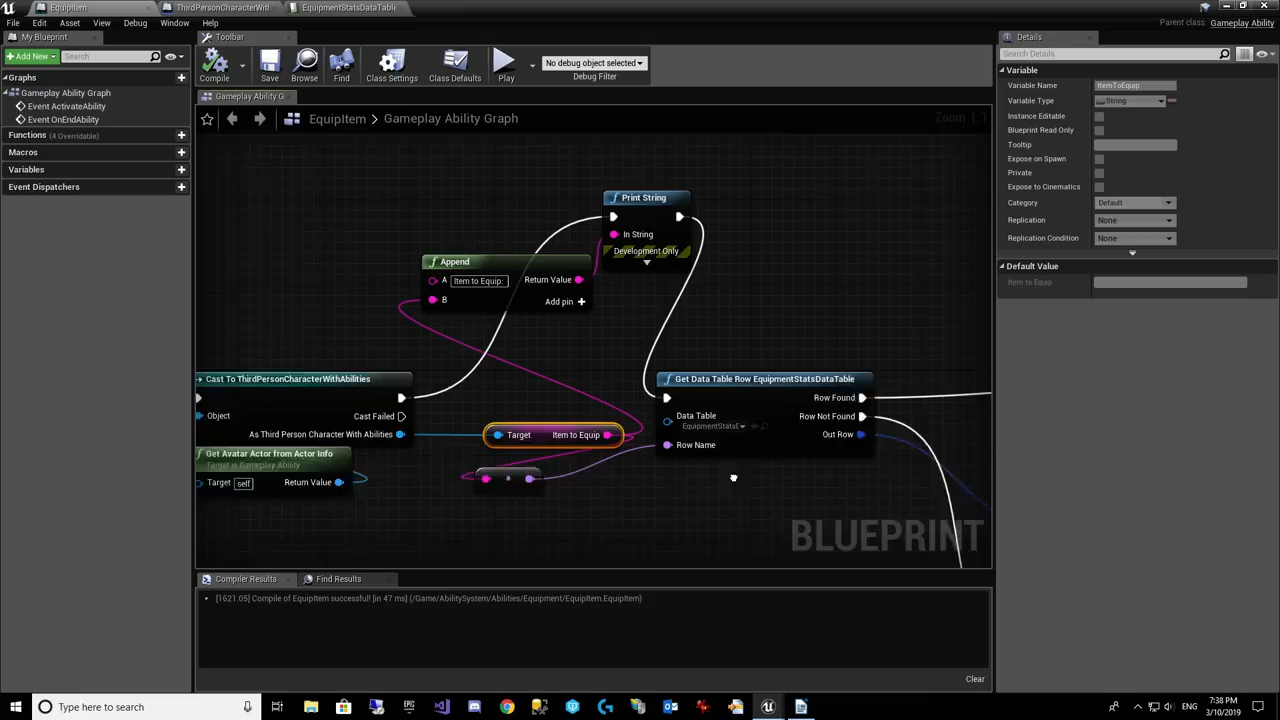 EquipItem
ThirdPersonCharacterWith
EquipmentStatsDataTable
File
Edit
Asset
View
Debug
Window
Help
Parent class: Gameplay Ability
My Blueprint
Toolbar
Details
+ Add New
Search
Compile
Save
Browse
Find
Class Settings
Class Defaults
Play
No debug object selected
Debug Filter
Search Details
Graphs
Gameplay Ability Graph
Event ActivateAbility
Event OnEndAbility
Functions (4 Overridable)
Macros
Variables
Event Dispatchers
Gameplay Ability G
EquipItem > Gameplay Ability Graph
Zoom 1:1
Print String
In String
Development Only
Append
A Item to Equip: Return Value
B Add pin +
Cast To ThirdPersonCharacterWithAbilities
Object Cast Failed
As Third Person Character With Abilities
Get Avatar Actor from Actor Info
Target is Gameplay Ability
Target self Return Value
Target Item to Equip
Get Data Table Row EquipmentStatsDataTable
Row Found
Data Table Row Not Found
EquipmentStatsD
Out Row
Row Name
BLUEPRINT
Variable
Variable Name ItemToEquip
Variable Type String
Instance Editable
Blueprint Read Only
Tooltip
Expose on Spawn
Private
Expose to Cinematics
Category Default
Replication None
Replication Condition None
Default Value
Item to Equip
Compiler Results
Find Results
[1621.05] Compile of EquipItem successful! [in 47 ms] (/Game/AbilitySystem/Abilities/Equipment/EquipItem.EquipItem)
Clear
Type here to search
7:38 PM
3/10/2019